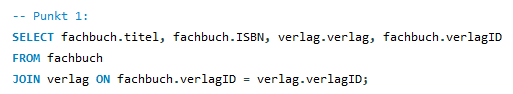 -- Punkt 1:
SELECT fachbuch.titel, fachbuch.ISBN, verlag.verlag, fachbuch.verlagID
FROM fachbuch
JOIN verlag ON fachbuch.verlagID = verlag.verlagID;